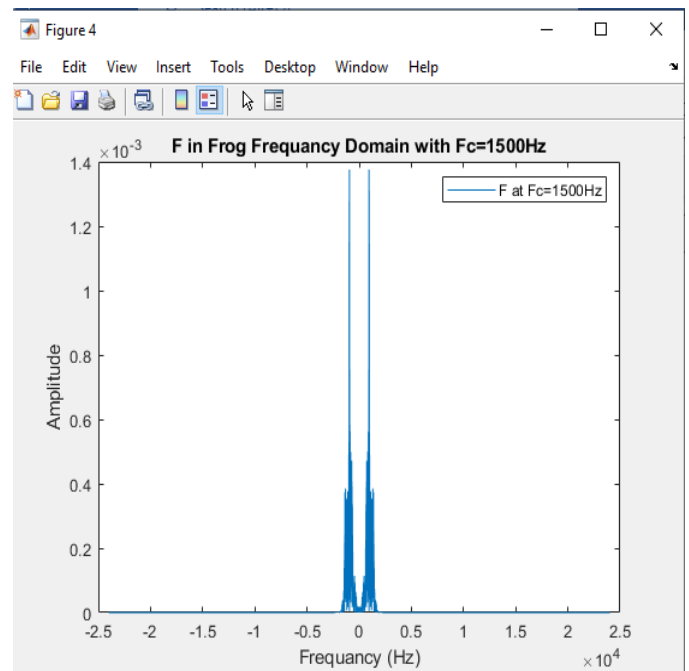 Figure 4
File Edit View Insert Tools Desktop Window Help
×10⁻³
F in Frog Frequancy Domain with Fc=1500Hz
1.4
F at Fc=1500Hz
1.2
1
0.8
0.6
0.4
0.2
0
Amplitude
-2.5 -2 -1.5 -1 -0.5 0 0.5 1 1.5 2 2.5
Frequancy (Hz)
×10⁴